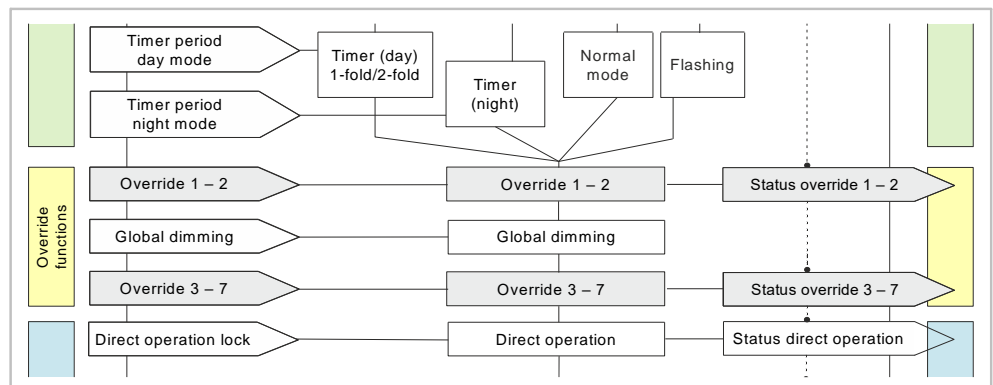 Timer period
day mode
Timer (day)
1-fold/2-fold
Timer
(night)
Normal
mode
Flashing
Timer period
night mode
Override
functions
Override 1 – 2
Override 1 – 2
Status override 1 – 2
Global dimming
Global dimming
Override 3 – 7
Override 3 – 7
Status override 3 – 7
Direct operation lock
Direct operation
Status direct operation